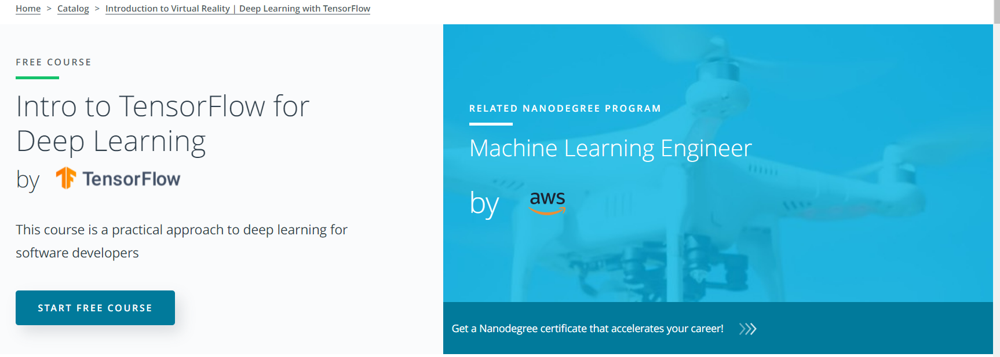 Home > Catalog > Introduction to Virtual Reality | Deep Learning with TensorFlow
FREE COURSE
Intro to TensorFlow for
Deep Learning
by TensorFlow
This course is a practical approach to deep learning for
software developers
START FREE COURSE
RELATED NANODEGREE PROGRAM
Machine Learning Engineer
by aws
Get a Nanodegree certificate that accelerates your career!